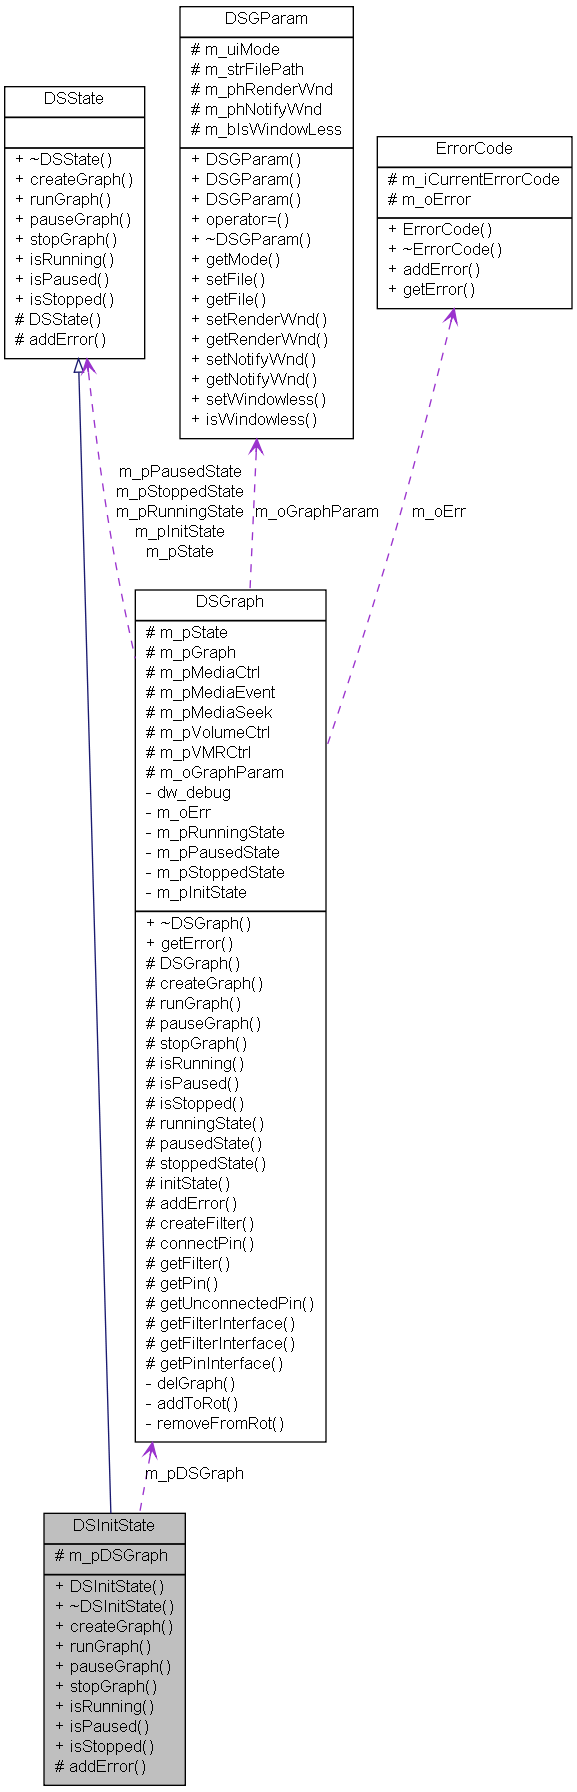 DSGParam
# m_uiMode
# m_strFilePath
# m_phRenderWnd
# m_phNotifyWnd
# m_bIsWindowLess
+ DSGParam()
+ DSGParam()
+ DSGParam()
+ operator=()
+ ~DSGParam()
+ getMode()
+ setFile()
+ getFile()
+ setRenderWnd()
+ getRenderWnd()
+ setNotifyWnd()
+ getNotifyWnd()
+ setWindowless()
+ isWindowless()
DSState
+ ~DSState()
+ createGraph()
+ runGraph()
+ pauseGraph()
+ stopGraph()
+ isRunning()
+ isPaused()
+ isStopped()
# DSState()
# addError()
ErrorCode
# m_iCurrentErrorCode
# m_oError
+ ErrorCode()
+ ~ErrorCode()
+ addError()
+ getError()
m_pPausedState
m_pStoppedState
m_pRunningState
m_pInitState
m_pState
m_oGraphParam
m_oErr
DSGraph
# m_pState
# m_pGraph
# m_pMediaCtrl
# m_pMediaEvent
# m_pMediaSeek
# m_pVolumeCtrl
# m_pVMRCtrl
# m_oGraphParam
- dw_debug
- m_oErr
- m_pRunningState
- m_pPausedState
- m_pStoppedState
- m_pInitState
+ ~DSGraph()
+ getError()
# DSGraph()
# createGraph()
# runGraph()
# pauseGraph()
# stopGraph()
# isRunning()
# isPaused()
# isStopped()
# runningState()
# pausedState()
# stoppedState()
# initState()
# addError()
# createFilter()
# connectPin()
# getFilter()
# getPin()
# getUnconnectedPin()
# getFilterInterface()
# getFilterInterface()
# getPinInterface()
- delGraph()
- addToRot()
- removeFromRot()
m_pDSGraph
DSInitState
# m_pDSGraph
+ DSInitState()
+ ~DSInitState()
+ createGraph()
+ runGraph()
+ pauseGraph()
+ stopGraph()
+ isRunning()
+ isPaused()
+ isStopped()
# addError()